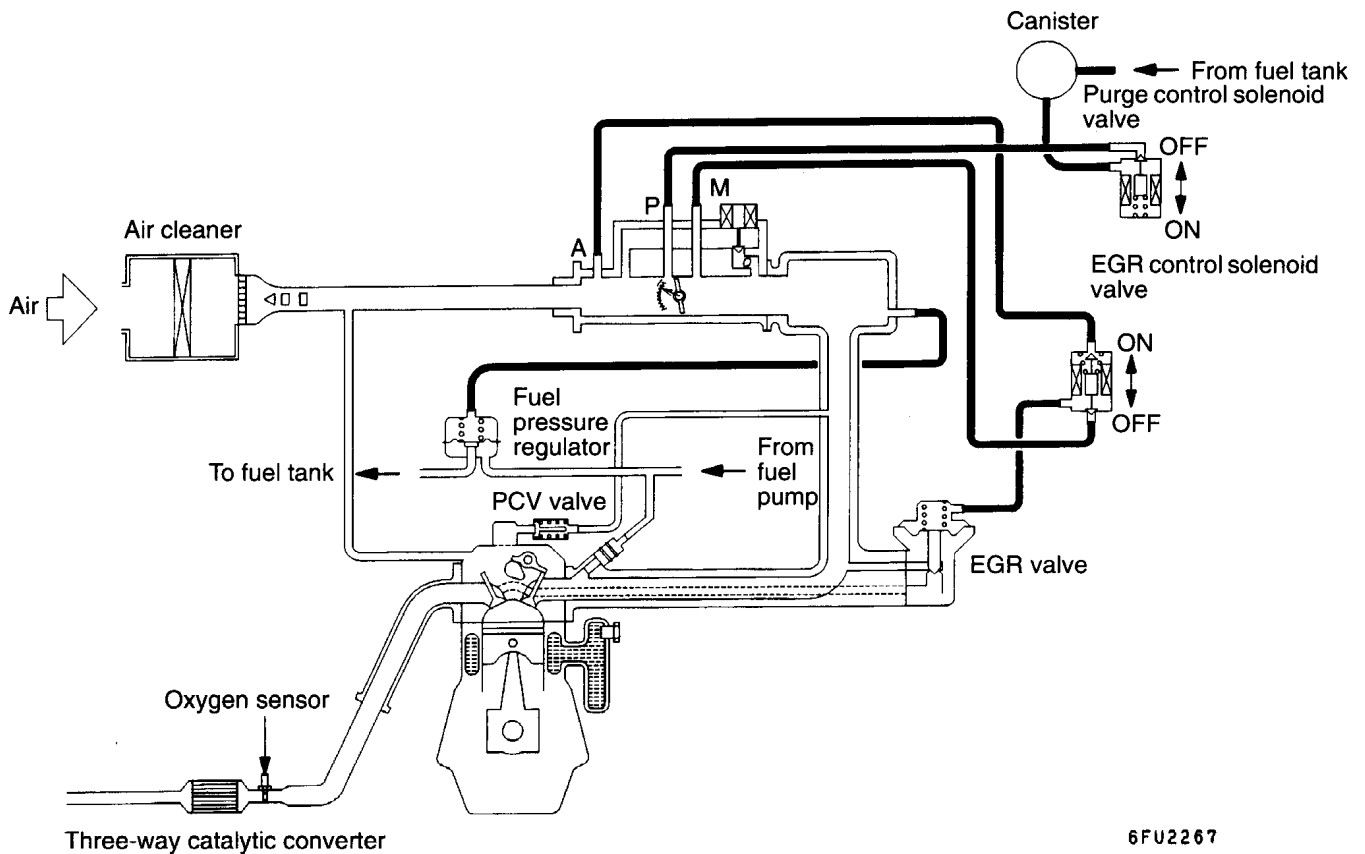 Canister
From fuel tank
Purge control solenoid
valve
OFF
ON
P
M
A
Air cleaner
Air
EGR control solenoid
valve
ON
OFF
Fuel
pressure
regulator
From
fuel
pump
To fuel tank
PCV valve
EGR valve
Oxygen sensor
Three-way catalytic converter
6FU2267